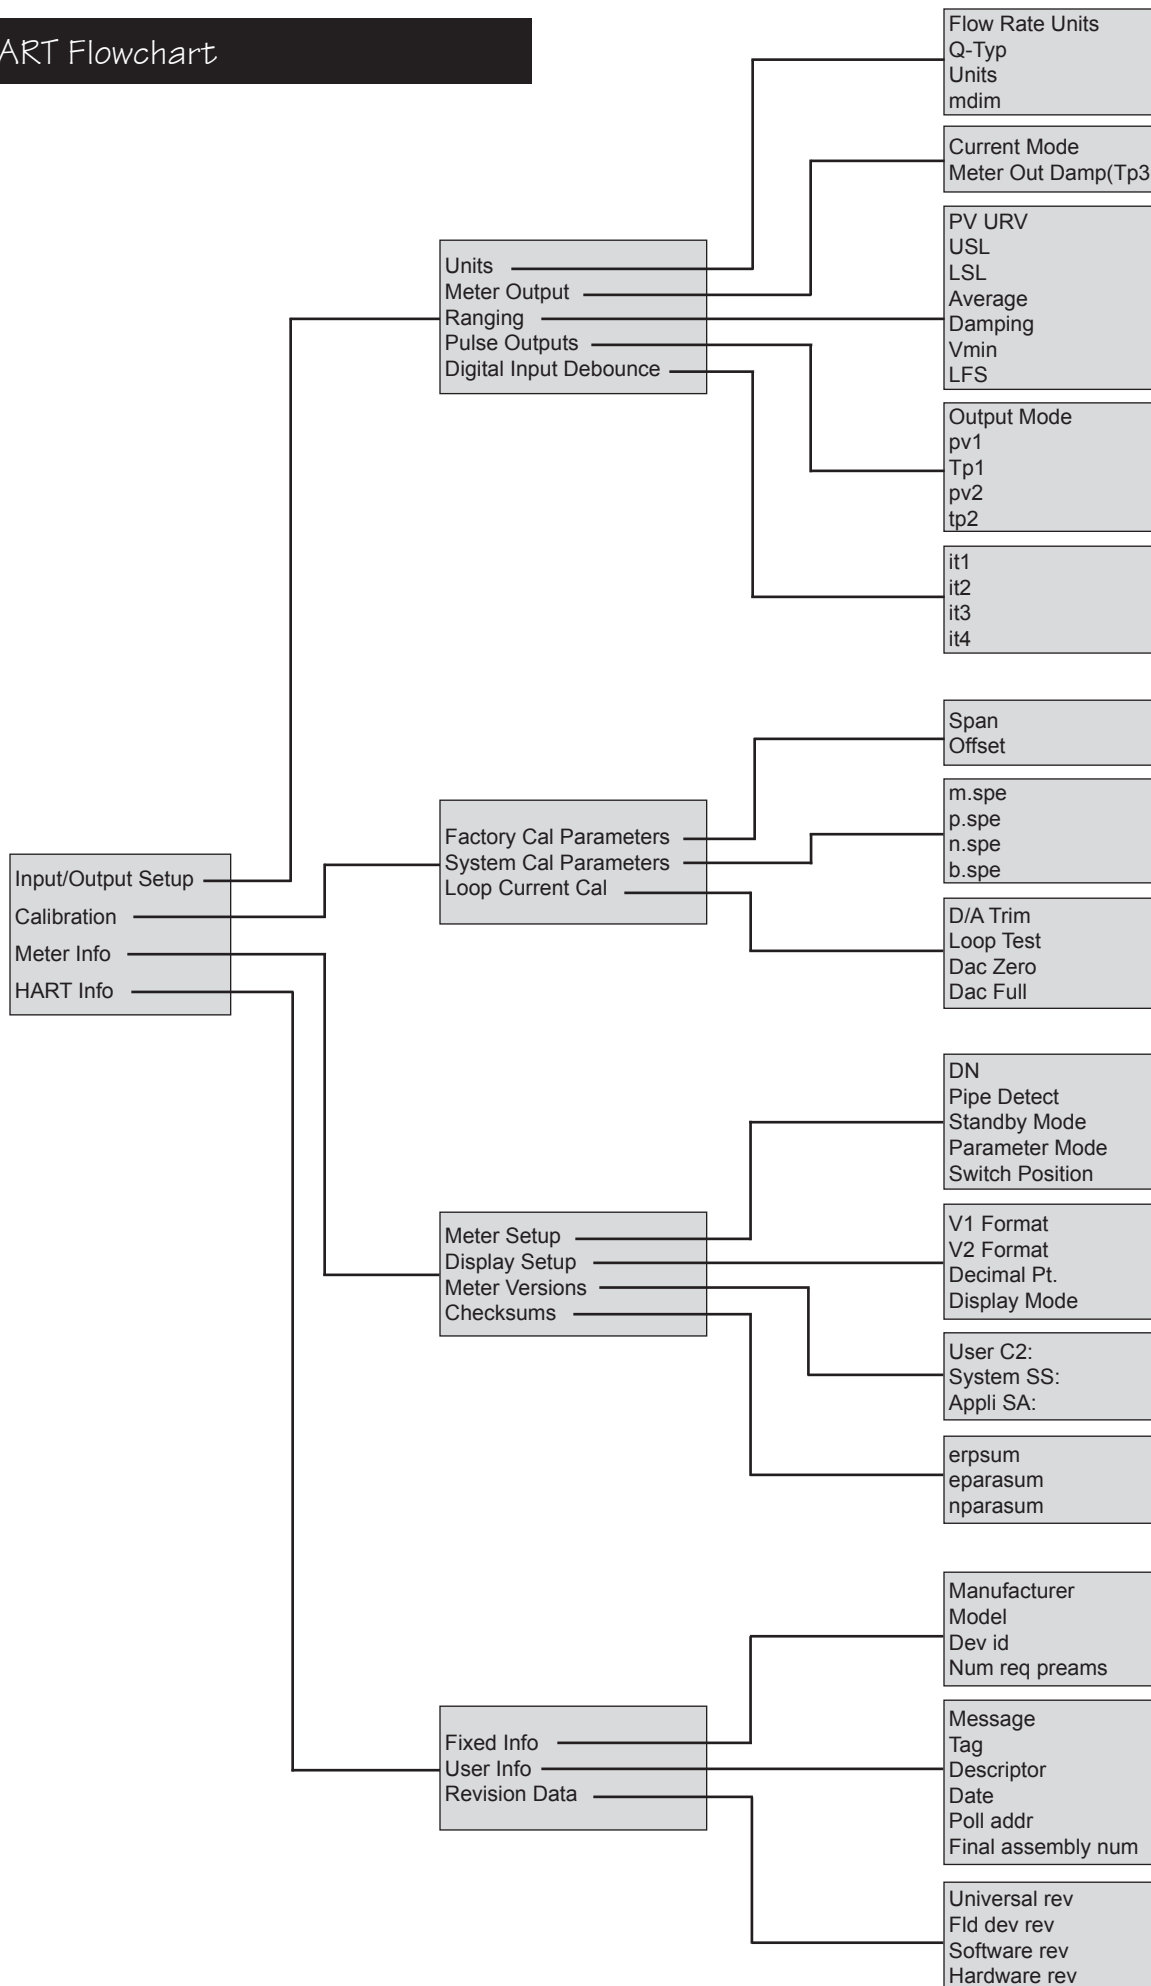 ART Flowchart
Input/Output Setup
Calibration
Meter Info
HART Info
Units
Meter Output
Ranging
Pulse Outputs
Digital Input Debounce
Factory Cal Parameters
System Cal Parameters
Loop Current Cal
Meter Setup
Display Setup
Meter Versions
Checksums
Fixed Info
User Info
Revision Data
Flow Rate Units
Q-Typ
Units
mdim
Current Mode
Meter Out Damp(Tp3
PV URV
USL
LSL
Average
Damping
Vmin
LFS
Output Mode
pv1
Tp1
pv2
tp2
it1
it2
it3
it4
Span
Offset
m.spe
p.spe
n.spe
b.spe
D/A Trim
Loop Test
Dac Zero
Dac Full
DN
Pipe Detect
Standby Mode
Parameter Mode
Switch Position
V1 Format
V2 Format
Decimal Pt.
Display Mode
User C2:
System SS:
Appli SA:
erpsum
eparasum
nparasum
Manufacturer
Model
Dev id
Num req preams
Message
Tag
Descriptor
Date
Poll addr
Final assembly num
Universal rev
Fld dev rev
Software rev
Hardware rev